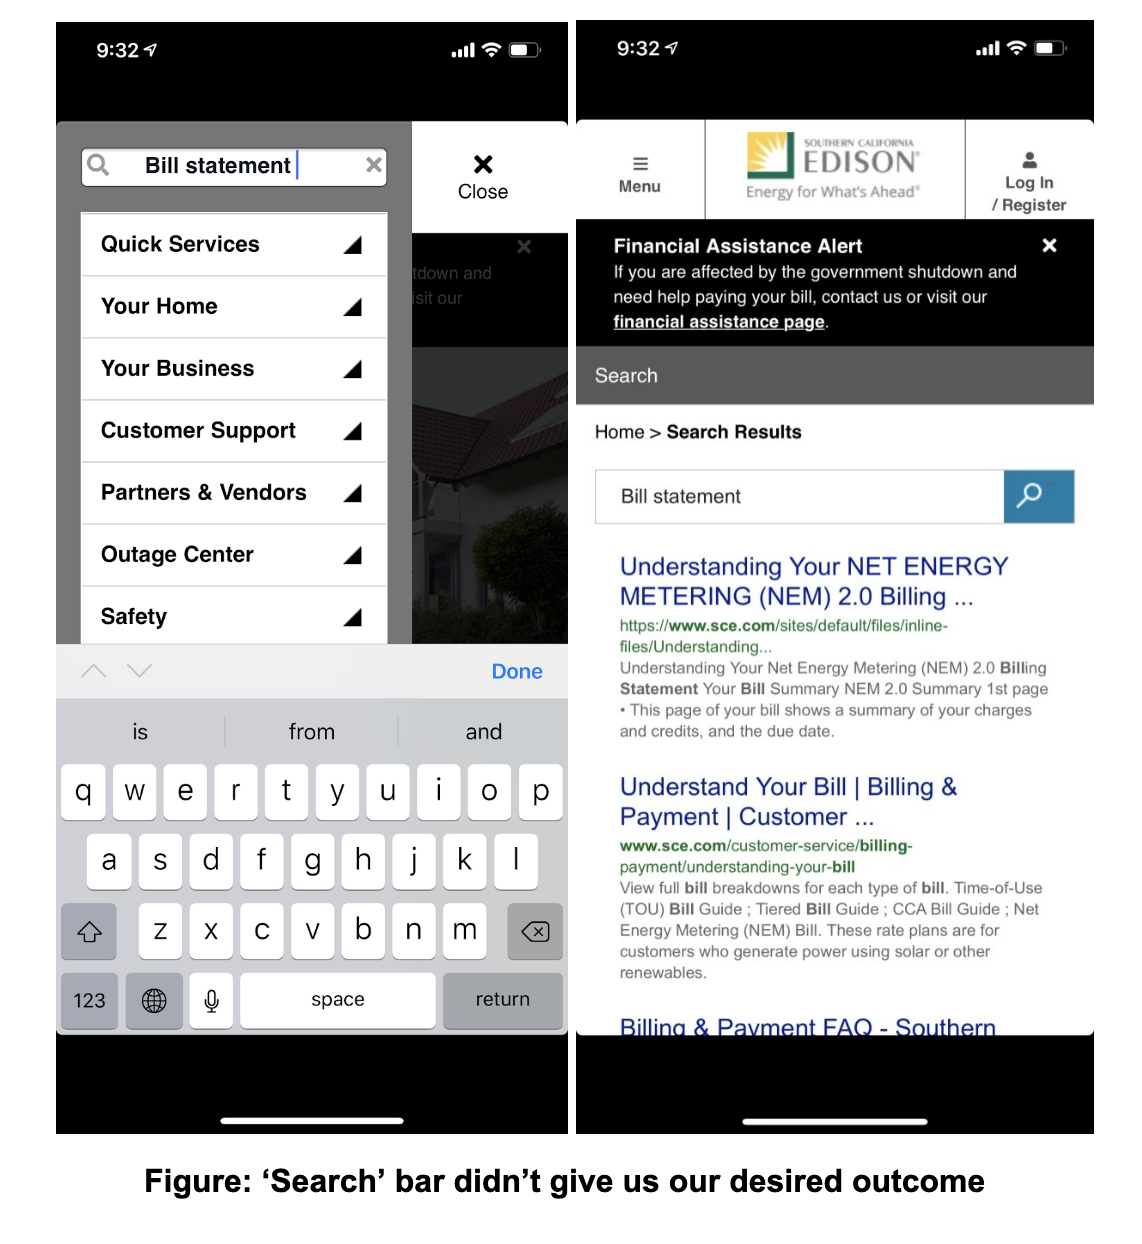 9:32
Bill statement
Close
Quick Services
Your Home
Your Business
Customer Support
Partners & Vendors
Outage Center
Safety
tdown and
isit our
Done
is from and
q w e r t y u i o p
a s d f g h j k l
z x c v b n m
123 space return
9:32
Menu
SOUTHERN CALIFORNIA
EDISON®
Energy for What's Ahead®
Log In
/ Register
Financial Assistance Alert
If you are affected by the government shutdown and
need help paying your bill, contact us or visit our
financial assistance page.
Search
Home > Search Results
Bill statement
Understanding Your NET ENERGY
METERING (NEM) 2.0 Billing ...
https://www.sce.com/sites/default/files/inline-
files/Understanding...
Understanding Your Net Energy Metering (NEM) 2.0 Billing
Statement Your Bill Summary NEM 2.0 Summary 1st page
• This page of your bill shows a summary of your charges
and credits, and the due date.
Understand Your Bill | Billing &
Payment | Customer ...
www.sce.com/customer-service/billing-
payment/understanding-your-bill
View full bill breakdowns for each type of bill. Time-of-Use
(TOU) Bill Guide ; Tiered Bill Guide ; CCA Bill Guide ; Net
Energy Metering (NEM) Bill. These rate plans are for
customers who generate power using solar or other
renewables.
Billing & Payment FAQ - Southern
Figure: ‘Search’ bar didn’t give us our desired outcome